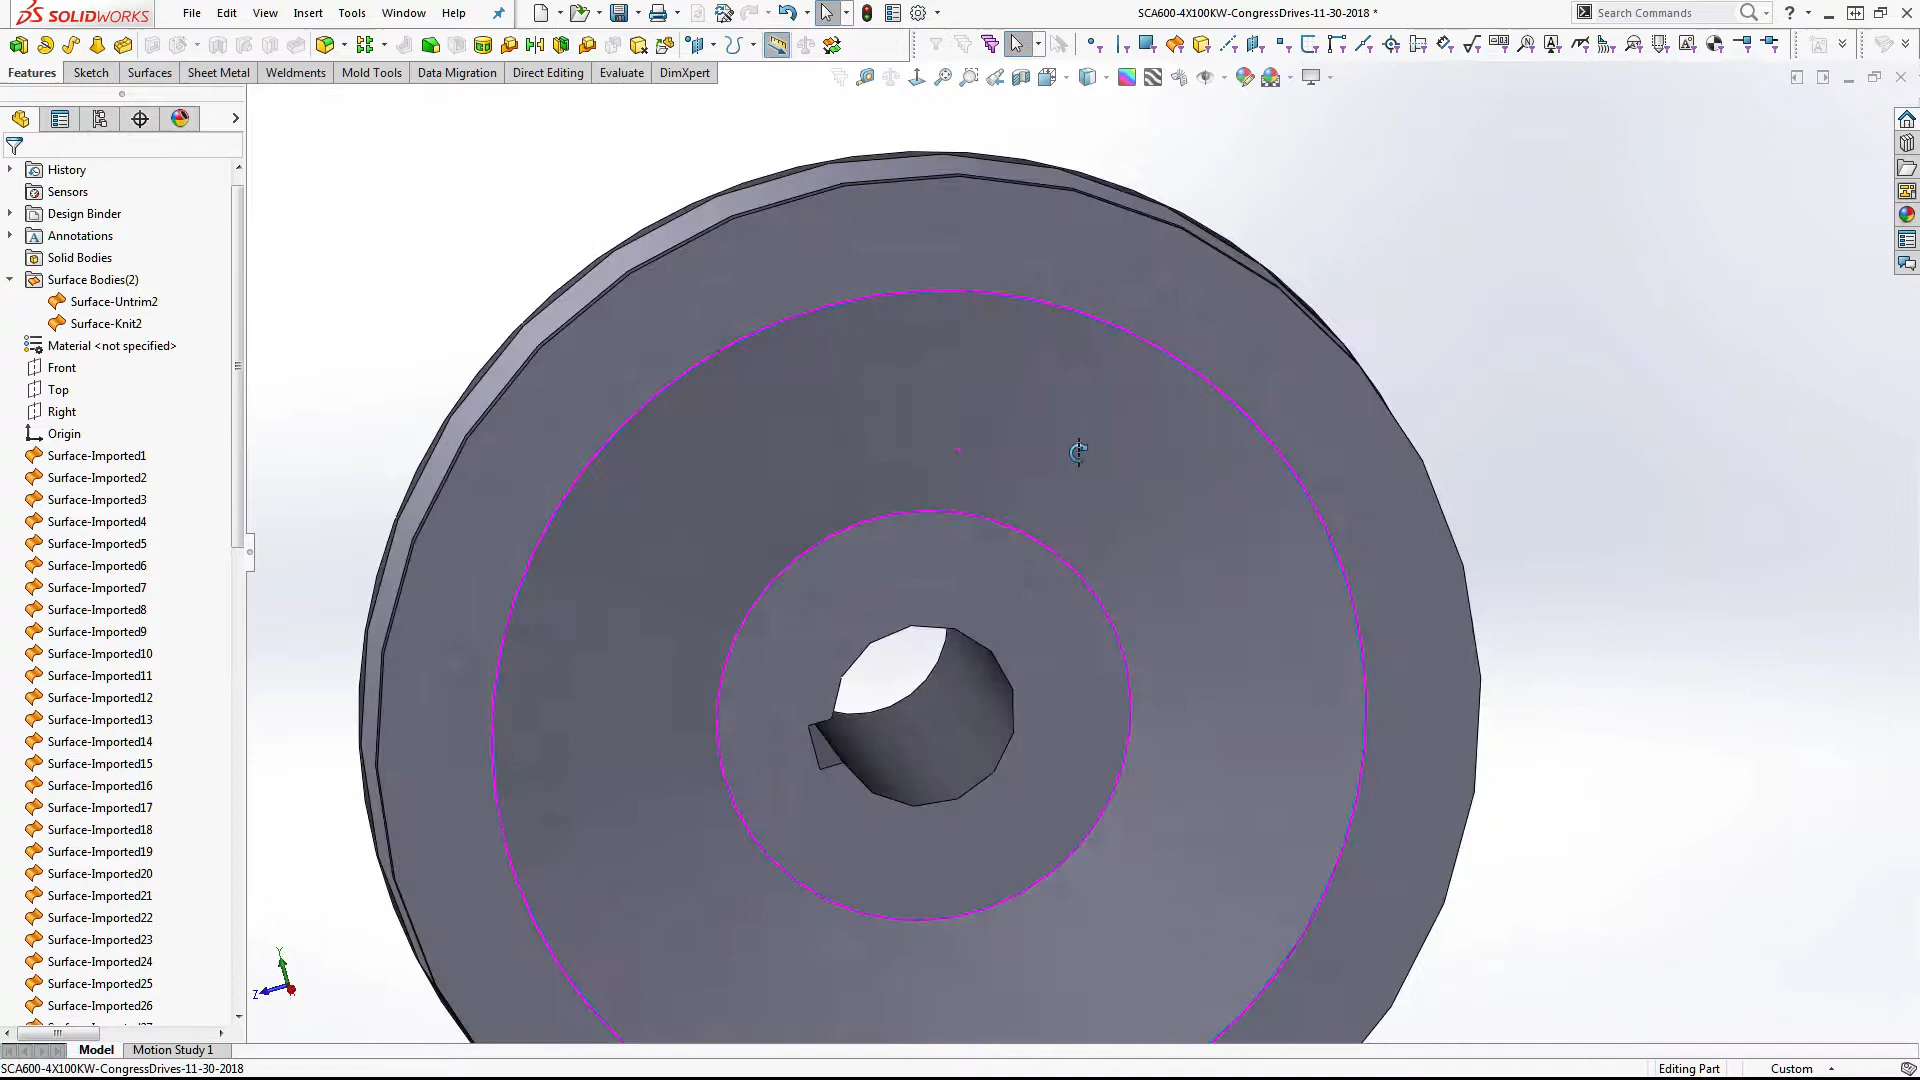 SOLIDWORKS File Edit View Insert Tools Window Help SCA600-4X100KW-CongressDrives-11-30-2018 * Search Commands
Features Sketch Surfaces Sheet Metal Weldments Mold Tools Data Migration Direct Editing Evaluate DimXpert
History
Sensors
Design Binder
Annotations
Solid Bodies
Surface Bodies(2)
Surface-Untrim2
Surface-Knit2
Material <not specified>
Front
Top
Right
Origin
Surface-Imported1
Surface-Imported2
Surface-Imported3
Surface-Imported4
Surface-Imported5
Surface-Imported6
Surface-Imported7
Surface-Imported8
Surface-Imported9
Surface-Imported10
Surface-Imported11
Surface-Imported12
Surface-Imported13
Surface-Imported14
Surface-Imported15
Surface-Imported16
Surface-Imported17
Surface-Imported18
Surface-Imported19
Surface-Imported20
Surface-Imported21
Surface-Imported22
Surface-Imported23
Surface-Imported24
Surface-Imported25
Surface-Imported26
Y
Z
Model Motion Study 1
SCA600-4X100KW-CongressDrives-11-30-2018 Editing Part Custom